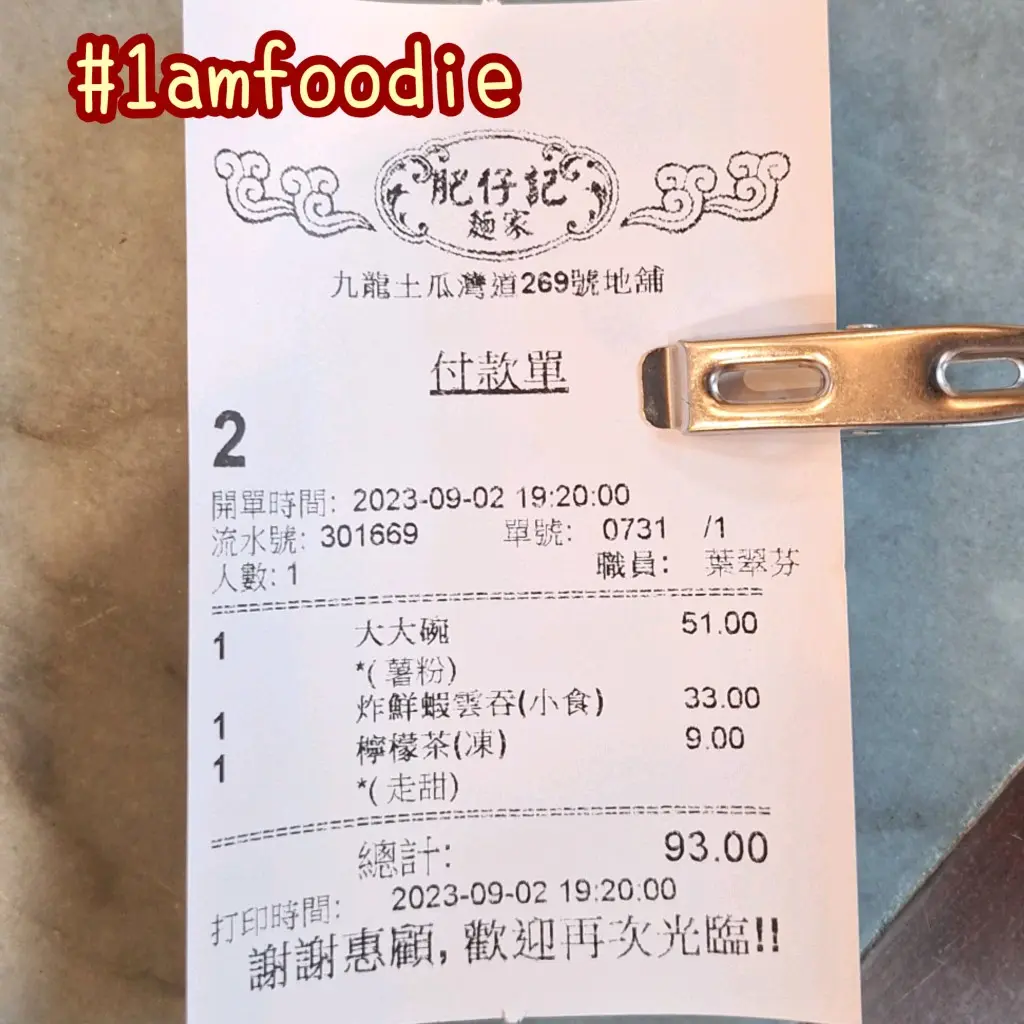 #1amfoodie
肥仔記
麵家
九龍土瓜灣道269號地舖
付款單
2
開單時間: 2023-09-02 19:20:00
流水號: 301669 單號: 0731 /1
人數: 1 職員: 葉翠芬
1 大大碗 51.00
*(薯粉)
1 炸鮮蝦雲吞(小食) 33.00
1 檸檬茶(凍) 9.00
*(走甜)
總計: 93.00
打印時間: 2023-09-02 19:20:00
謝謝惠顧, 歡迎再次光臨!!